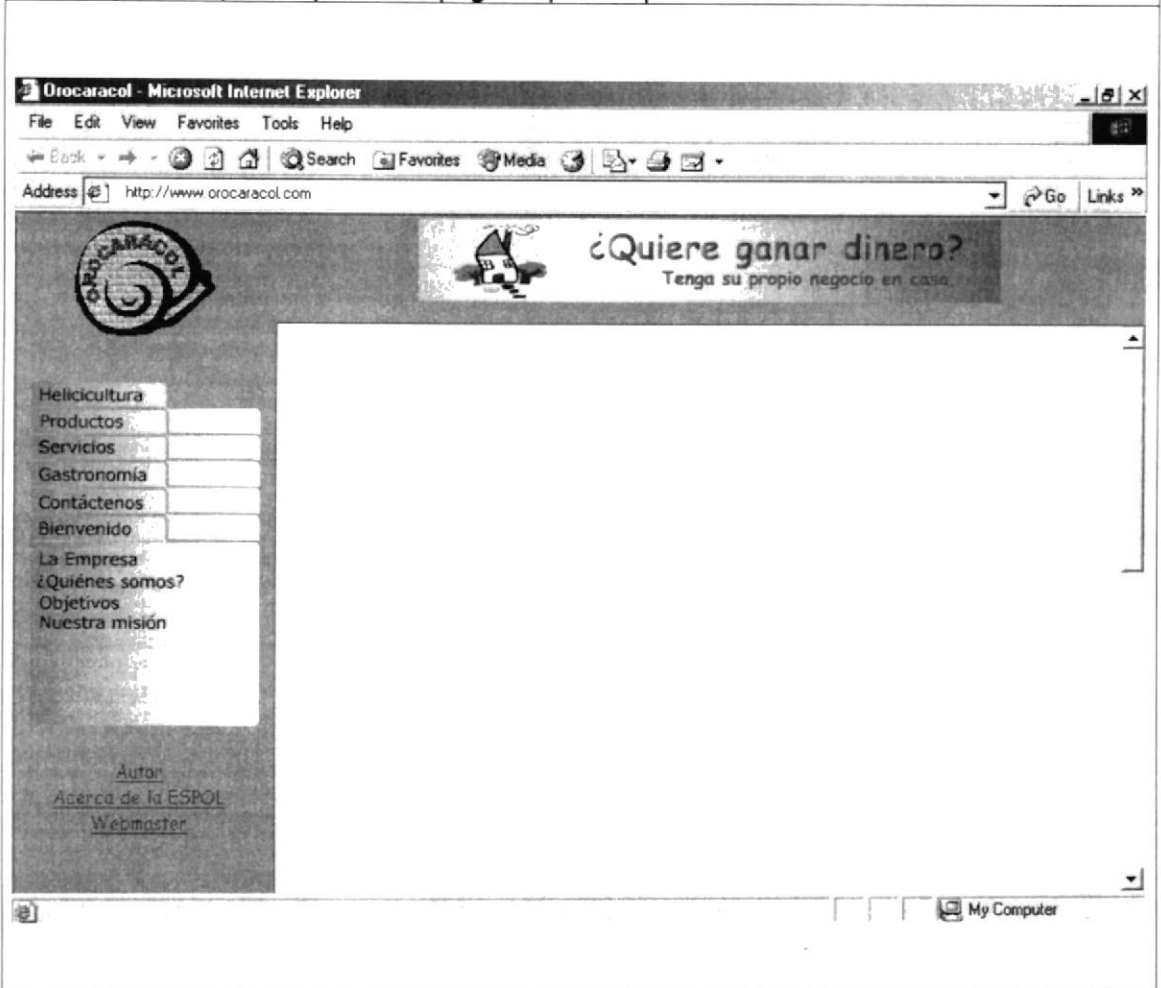 Orocaracol - Microsoft Internet Explorer
File Edit View Favorites Tools Help
Back Search Favorites Media
Address http://www.orocaracol.com Go Links »
OROCARACOL
¿Quiere ganar dinero?
Tenga su propio negocio en casa.
Helicicultura
Productos
Servicios
Gastronomía
Contáctenos
Bienvenido
La Empresa
¿Quiénes somos?
Objetivos
Nuestra misión
Autor
Acerca de la ESPOL
Webmaster
My Computer